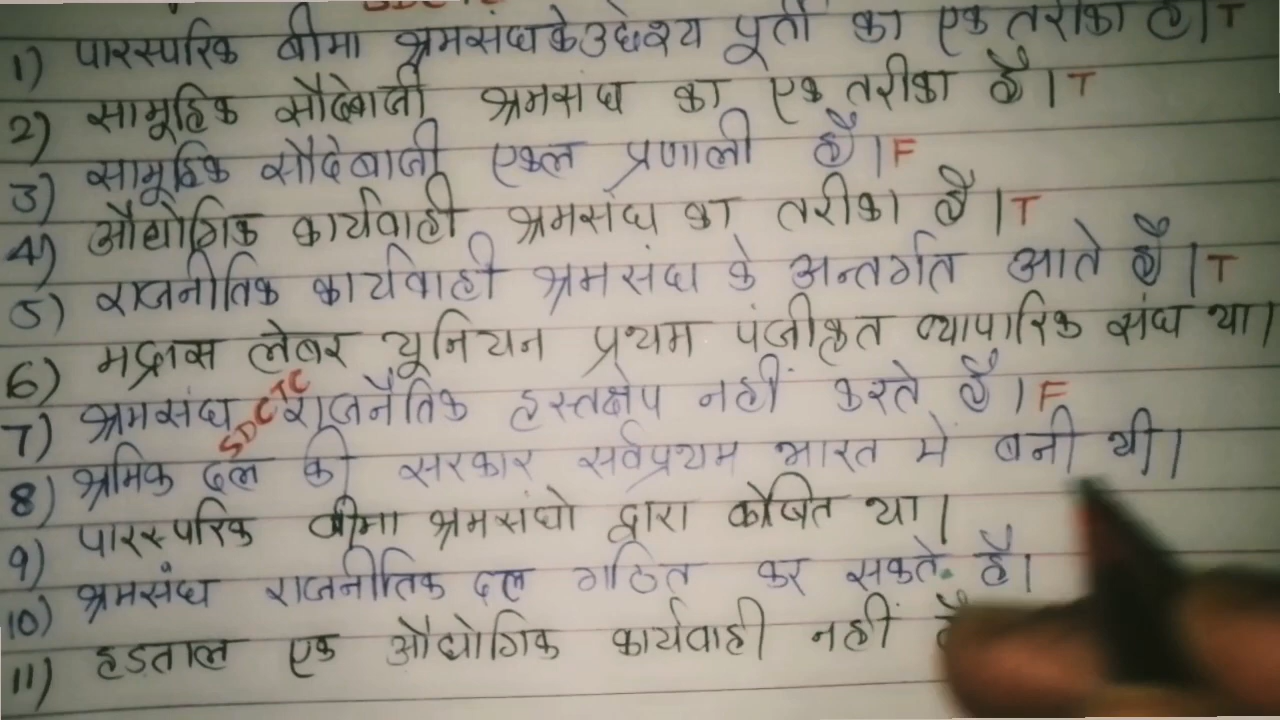 1) पारस्परिक बीमा श्रमसंघ के उद्देश्य पूर्ती का एक तरीका है। T
2) सामूहिक सौदेबाजी श्रमसंघ का एक तरीका है। T
3) सामूहिक सौदेबाजी एकल प्रणाली है। F
4) औद्योगिक कार्यवाही श्रमसंघ का तरीका है। T
5) राजनीतिक कार्यवाही श्रमसंघ के अन्तर्गत आते है। T
6) मद्रास लेबर यूनियन प्रथम पंजीकृत व्यापारिक संघ था।
7) श्रमसंघ राजनैतिक हस्तक्षेप नहीं करते है। F
SDCTC
8) श्रमिक दल की सरकार सर्वप्रथम भारत में बनी थी।
9) पारस्परिक बीमा श्रमसंघो द्वारा कोषित था।
10) श्रमसंघ राजनीतिक दल गठित कर सकते है।
11) हडताल एक औद्योगिक कार्यवाही नहीं